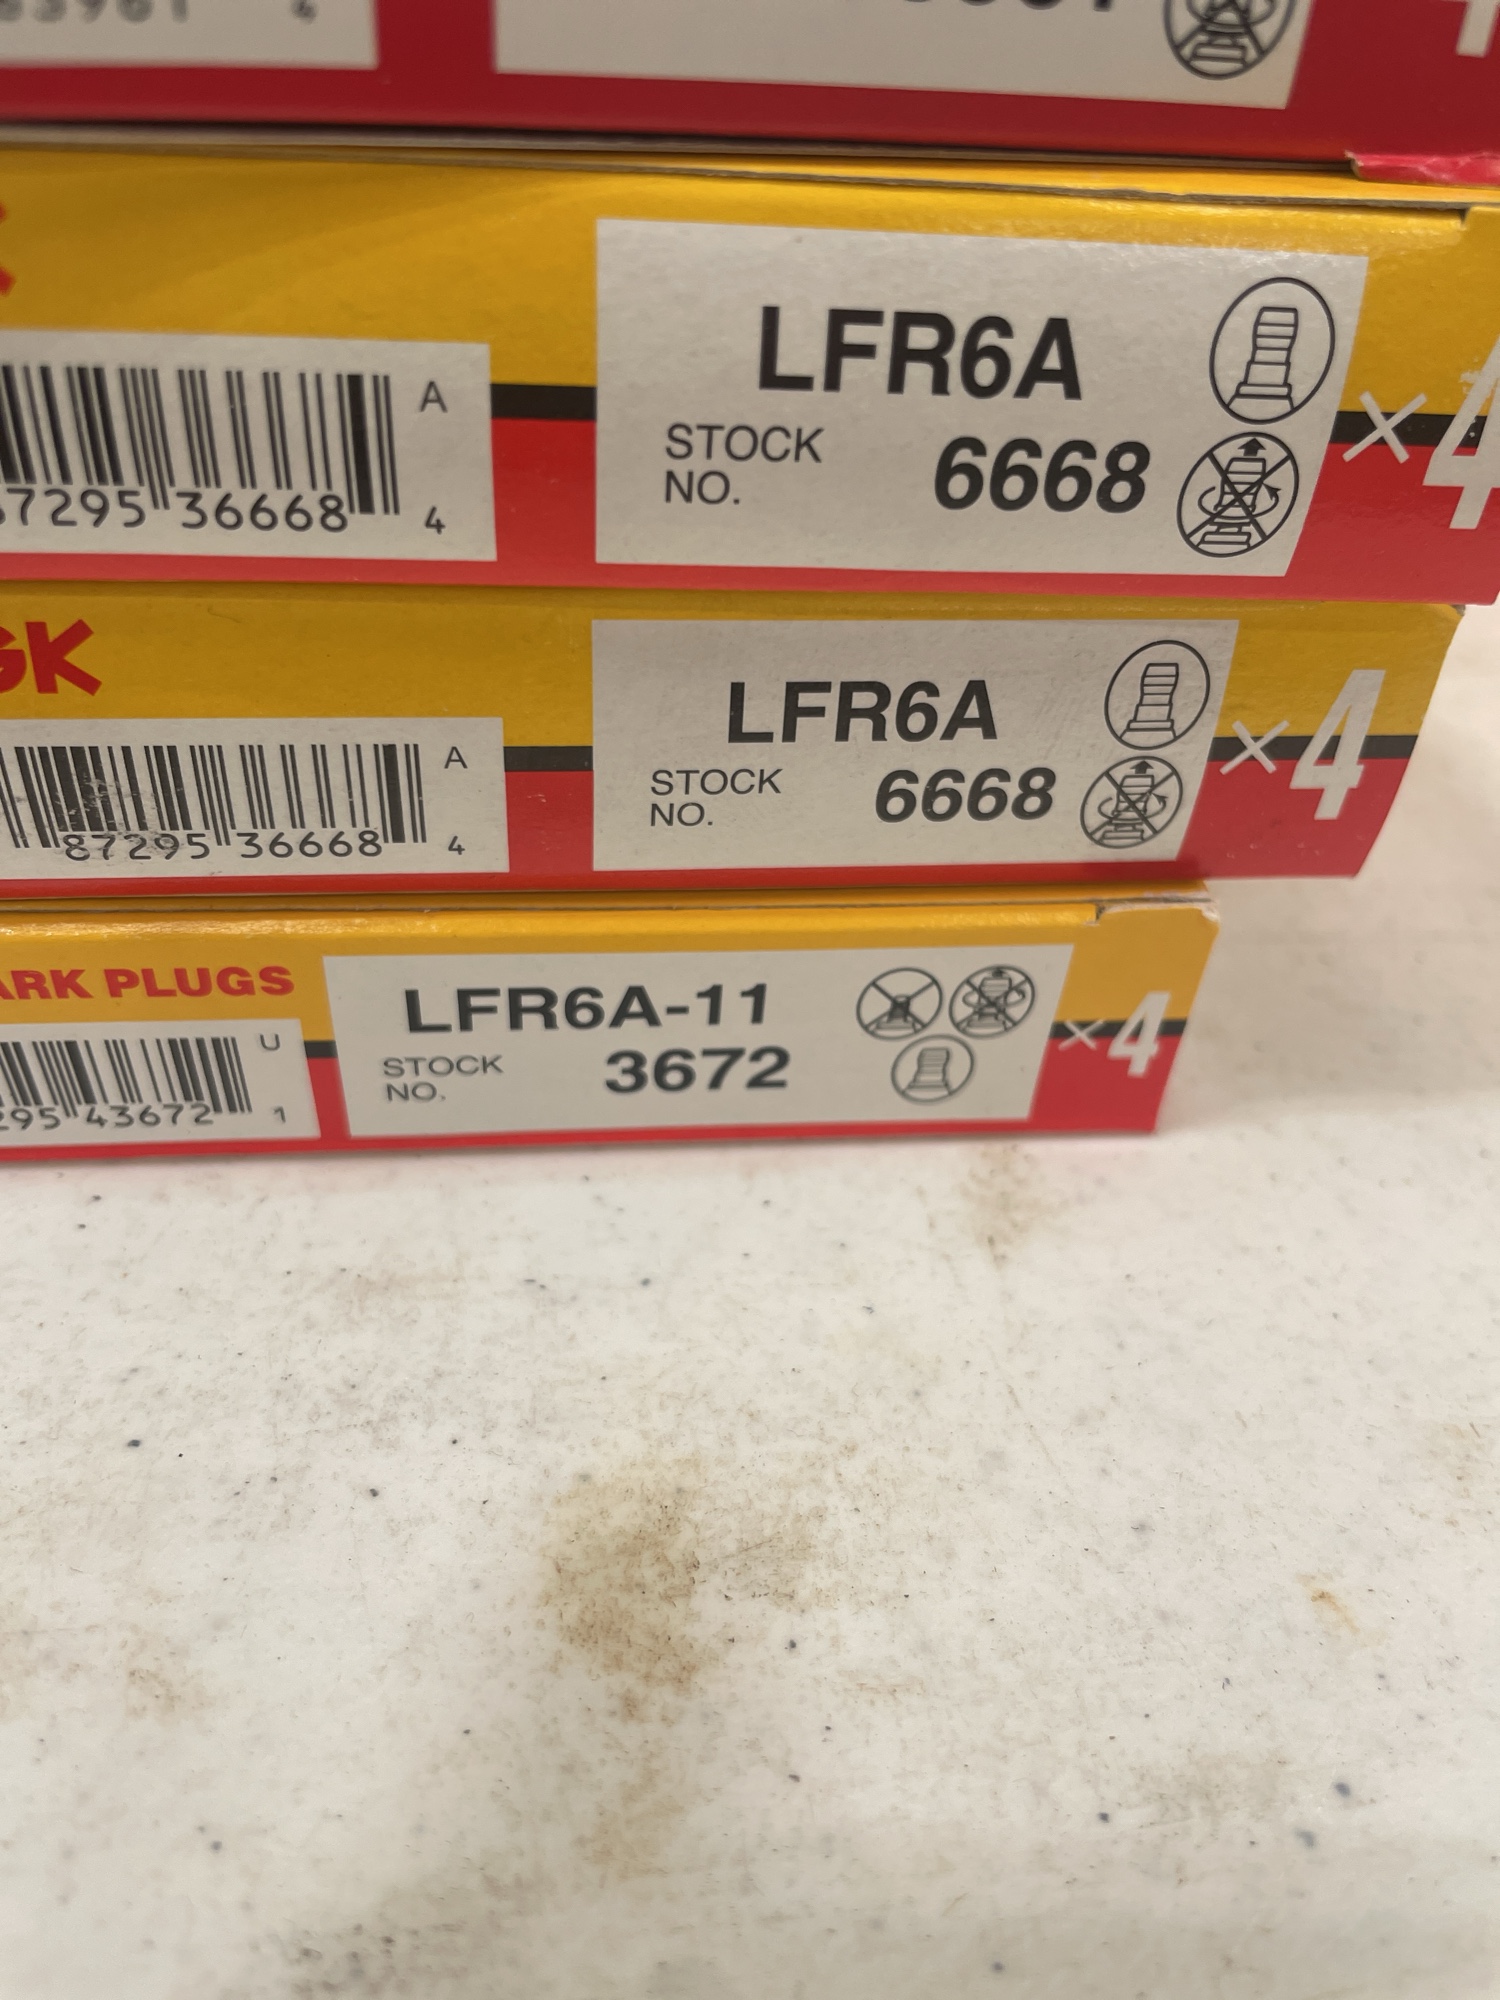 4
K
LFR6A
STOCK
NO. 6668
×4
A
7295 36668 4
GK
LFR6A
STOCK
NO. 6668
×4
A
87295 36668 4
ARK PLUGS
LFR6A-11
STOCK
NO. 3672
×4
U
295 43672 1